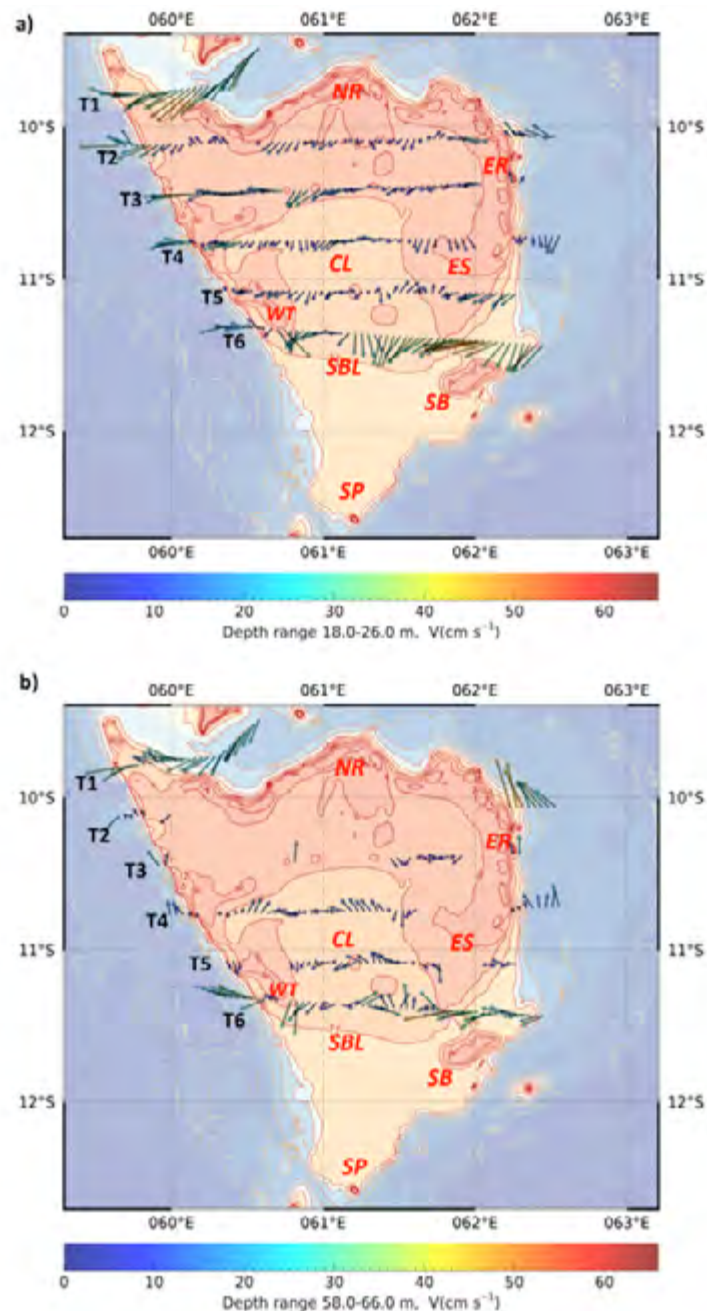 a)
060°E 061°E 062°E 063°E
T1
NR
10°S 10°S
T2
ER
T3
T4
CL
ES
11°S 11°S
T5
WT
T6
SBL
SB
12°S 12°S
SP
060°E 061°E 062°E 063°E
0 10 20 30 40 50 60
Depth range 18.0-26.0 m, V(cm s⁻¹)
b)
060°E 061°E 062°E 063°E
NR
T1
10°S 10°S
T2
ER
T3
T4
CL
ES
11°S 11°S
T5
WT
T6
SBL
SB
12°S 12°S
SP
060°E 061°E 062°E 063°E
0 10 20 30 40 50 60
Depth range 58.0-66.0 m, V(cm s⁻¹)